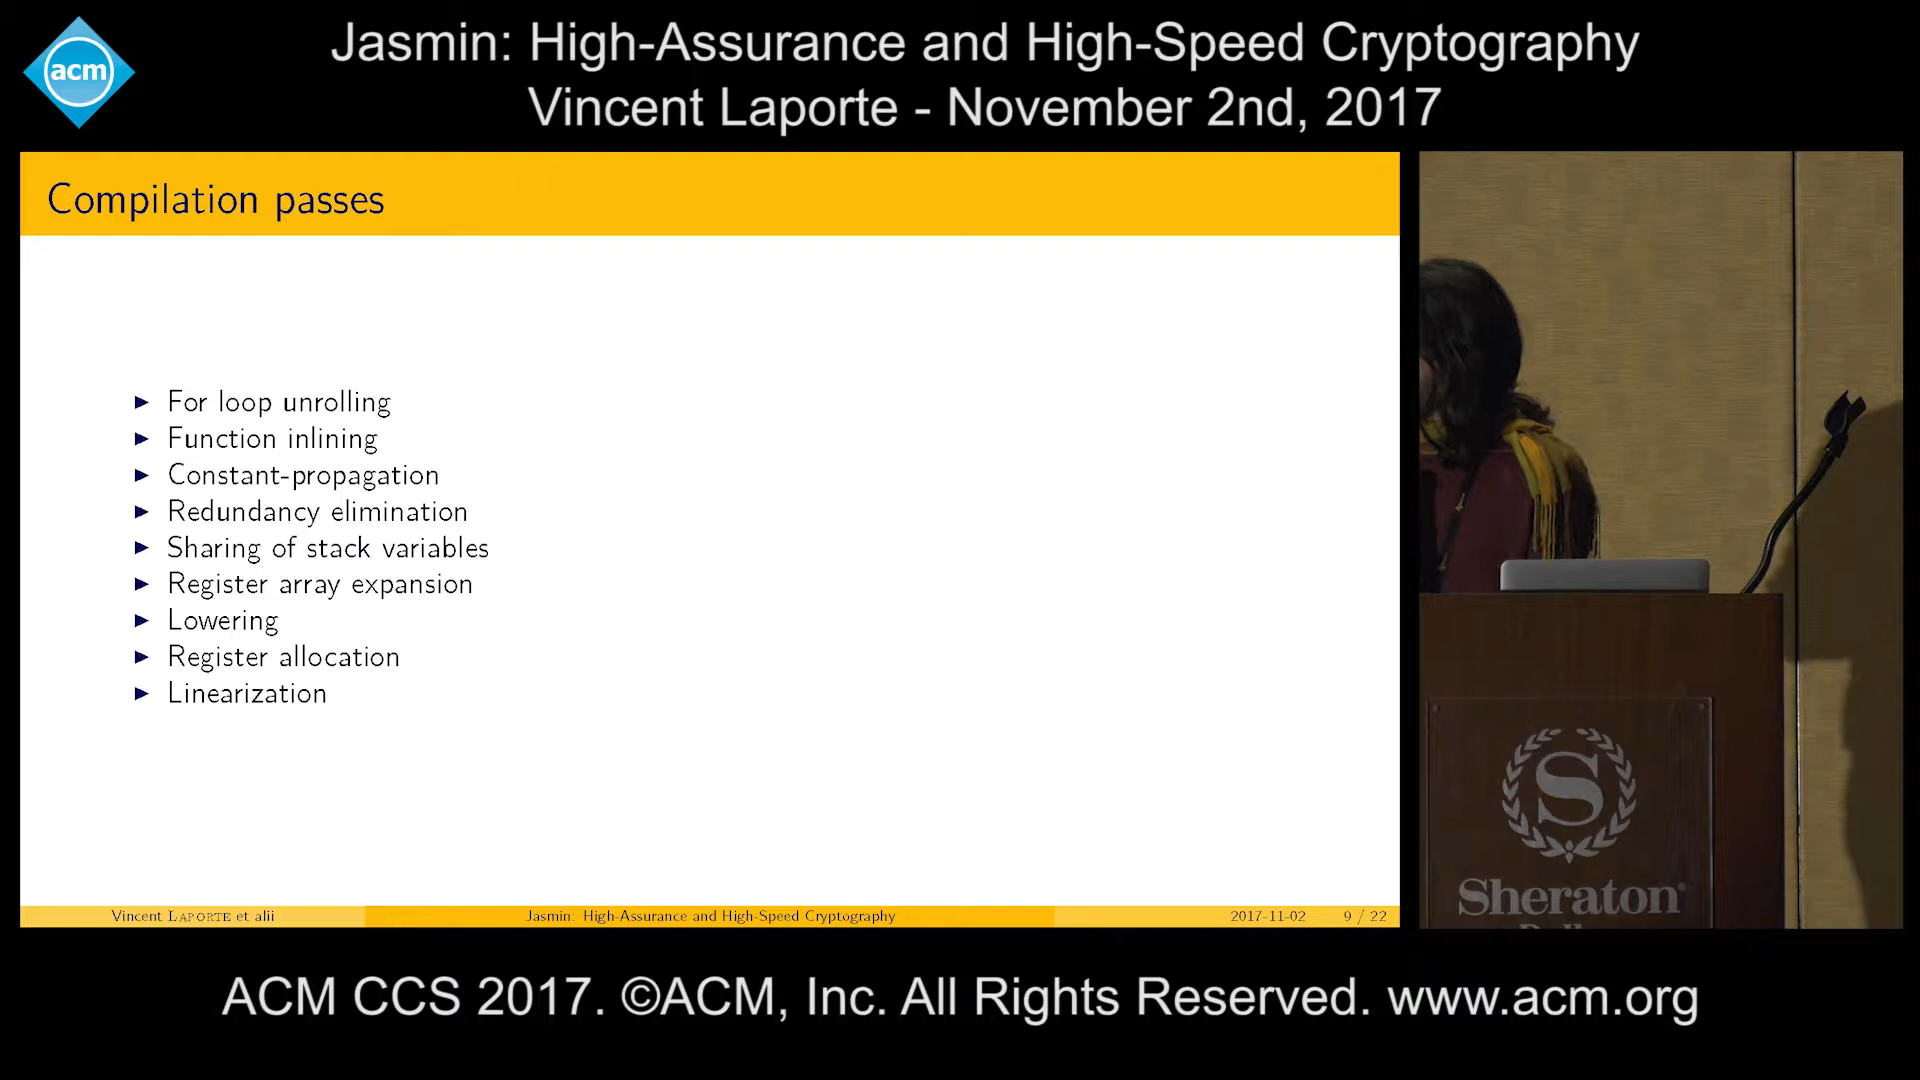 acm
Jasmin: High-Assurance and High-Speed Cryptography
Vincent Laporte - November 2nd, 2017
Compilation passes
For loop unrolling
Function inlining
Constant-propagation
Redundancy elimination
Sharing of stack variables
Register array expansion
Lowering
Register allocation
Linearization
Vincent LAPORTE et alii
Jasmin: High-Assurance and High-Speed Cryptography
2017-11-02
9 / 22
S
Sheraton
ACM CCS 2017. ©ACM, Inc. All Rights Reserved. www.acm.org